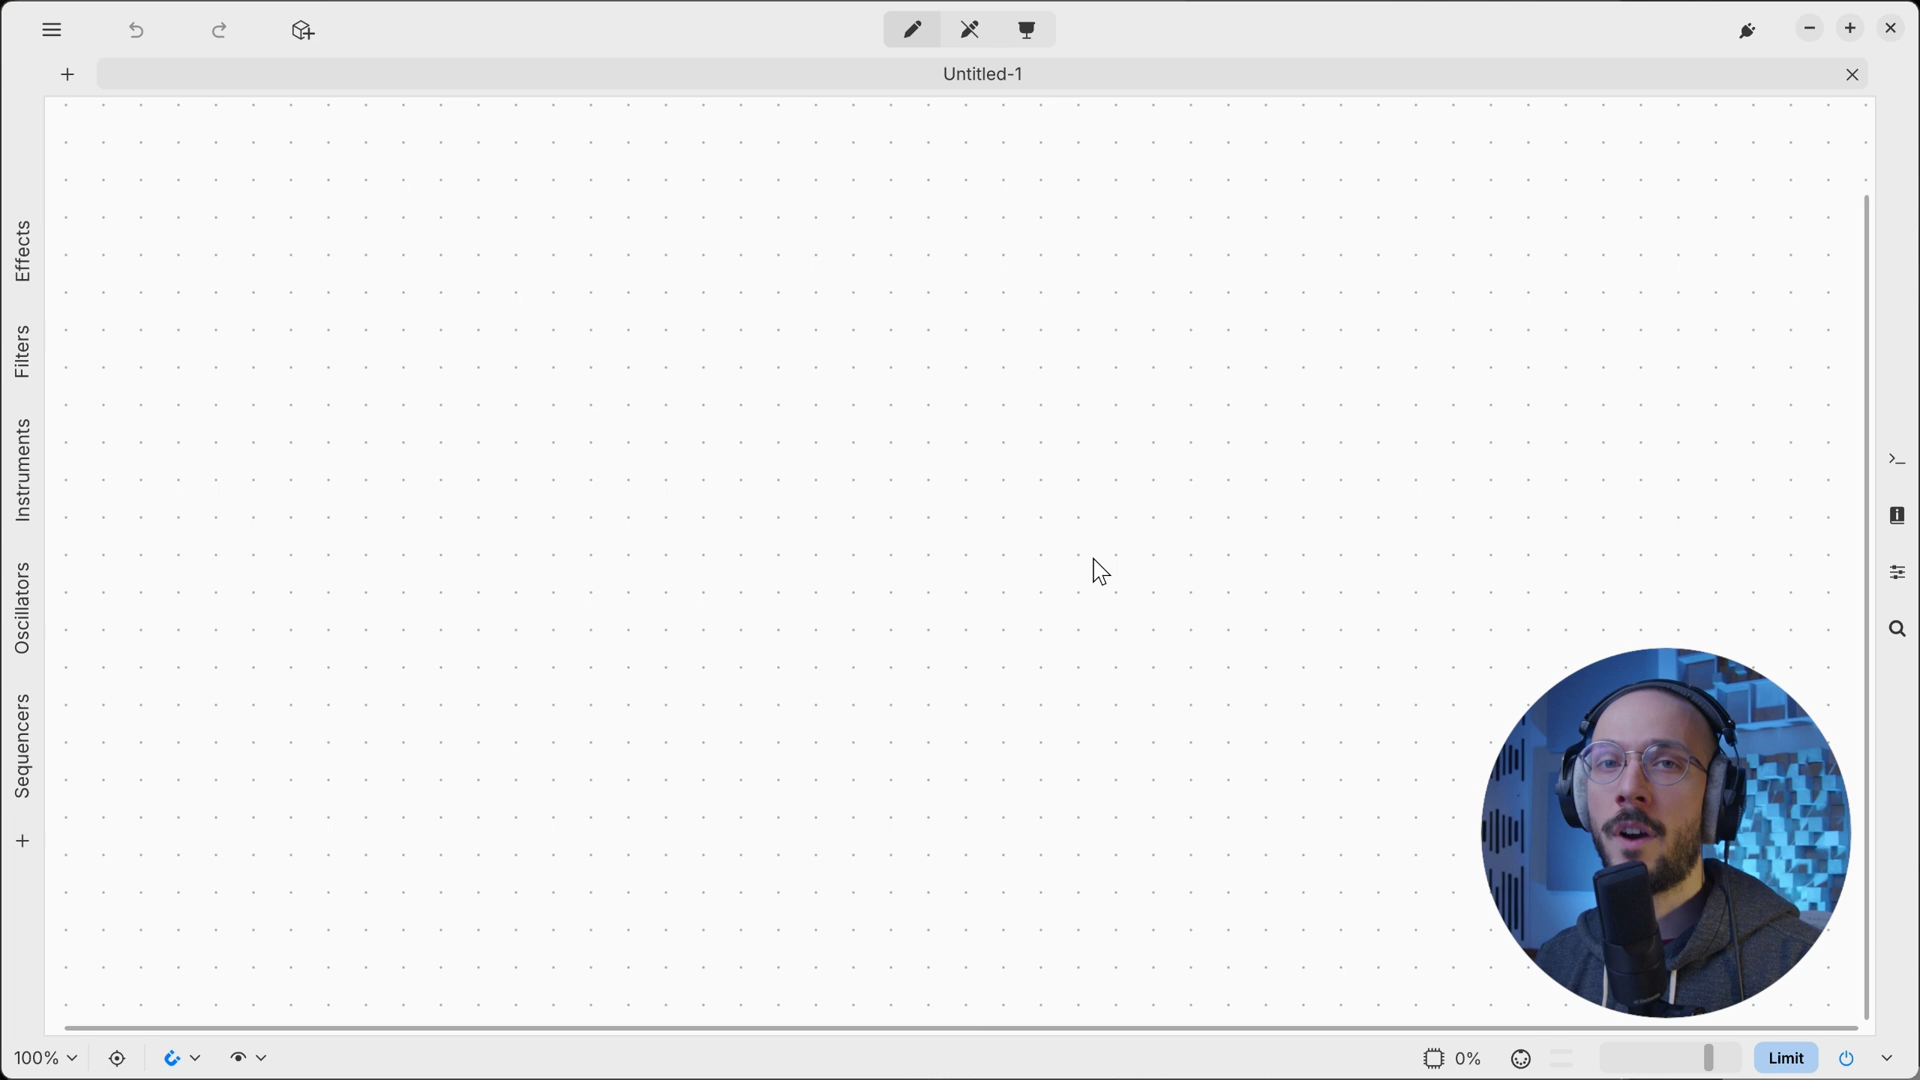 Untitled-1
Effects
Filters
Instruments
Oscillators
Sequencers
100%
0%
Limit